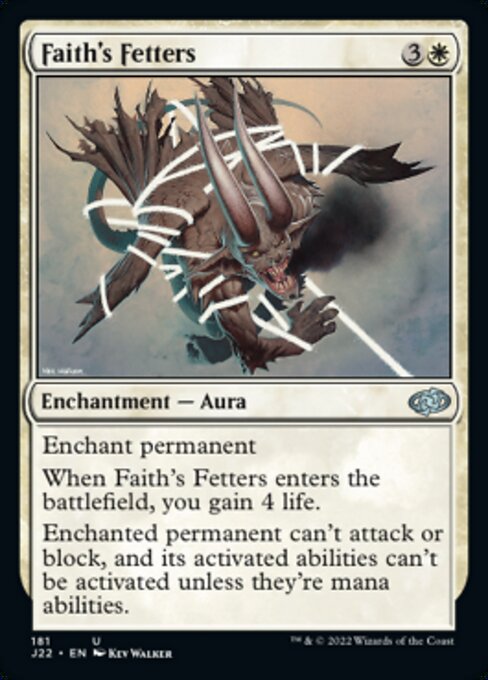 Faith's Fetters 3
Enchantment — Aura
Enchant permanent
When Faith's Fetters enters the
battlefield, you gain 4 life.
Enchanted permanent can't attack or
block, and its activated abilities can't
be activated unless they're mana
abilities.
181 U
J22 • EN Kev Walker ™ & © 2022 Wizards of the Coast